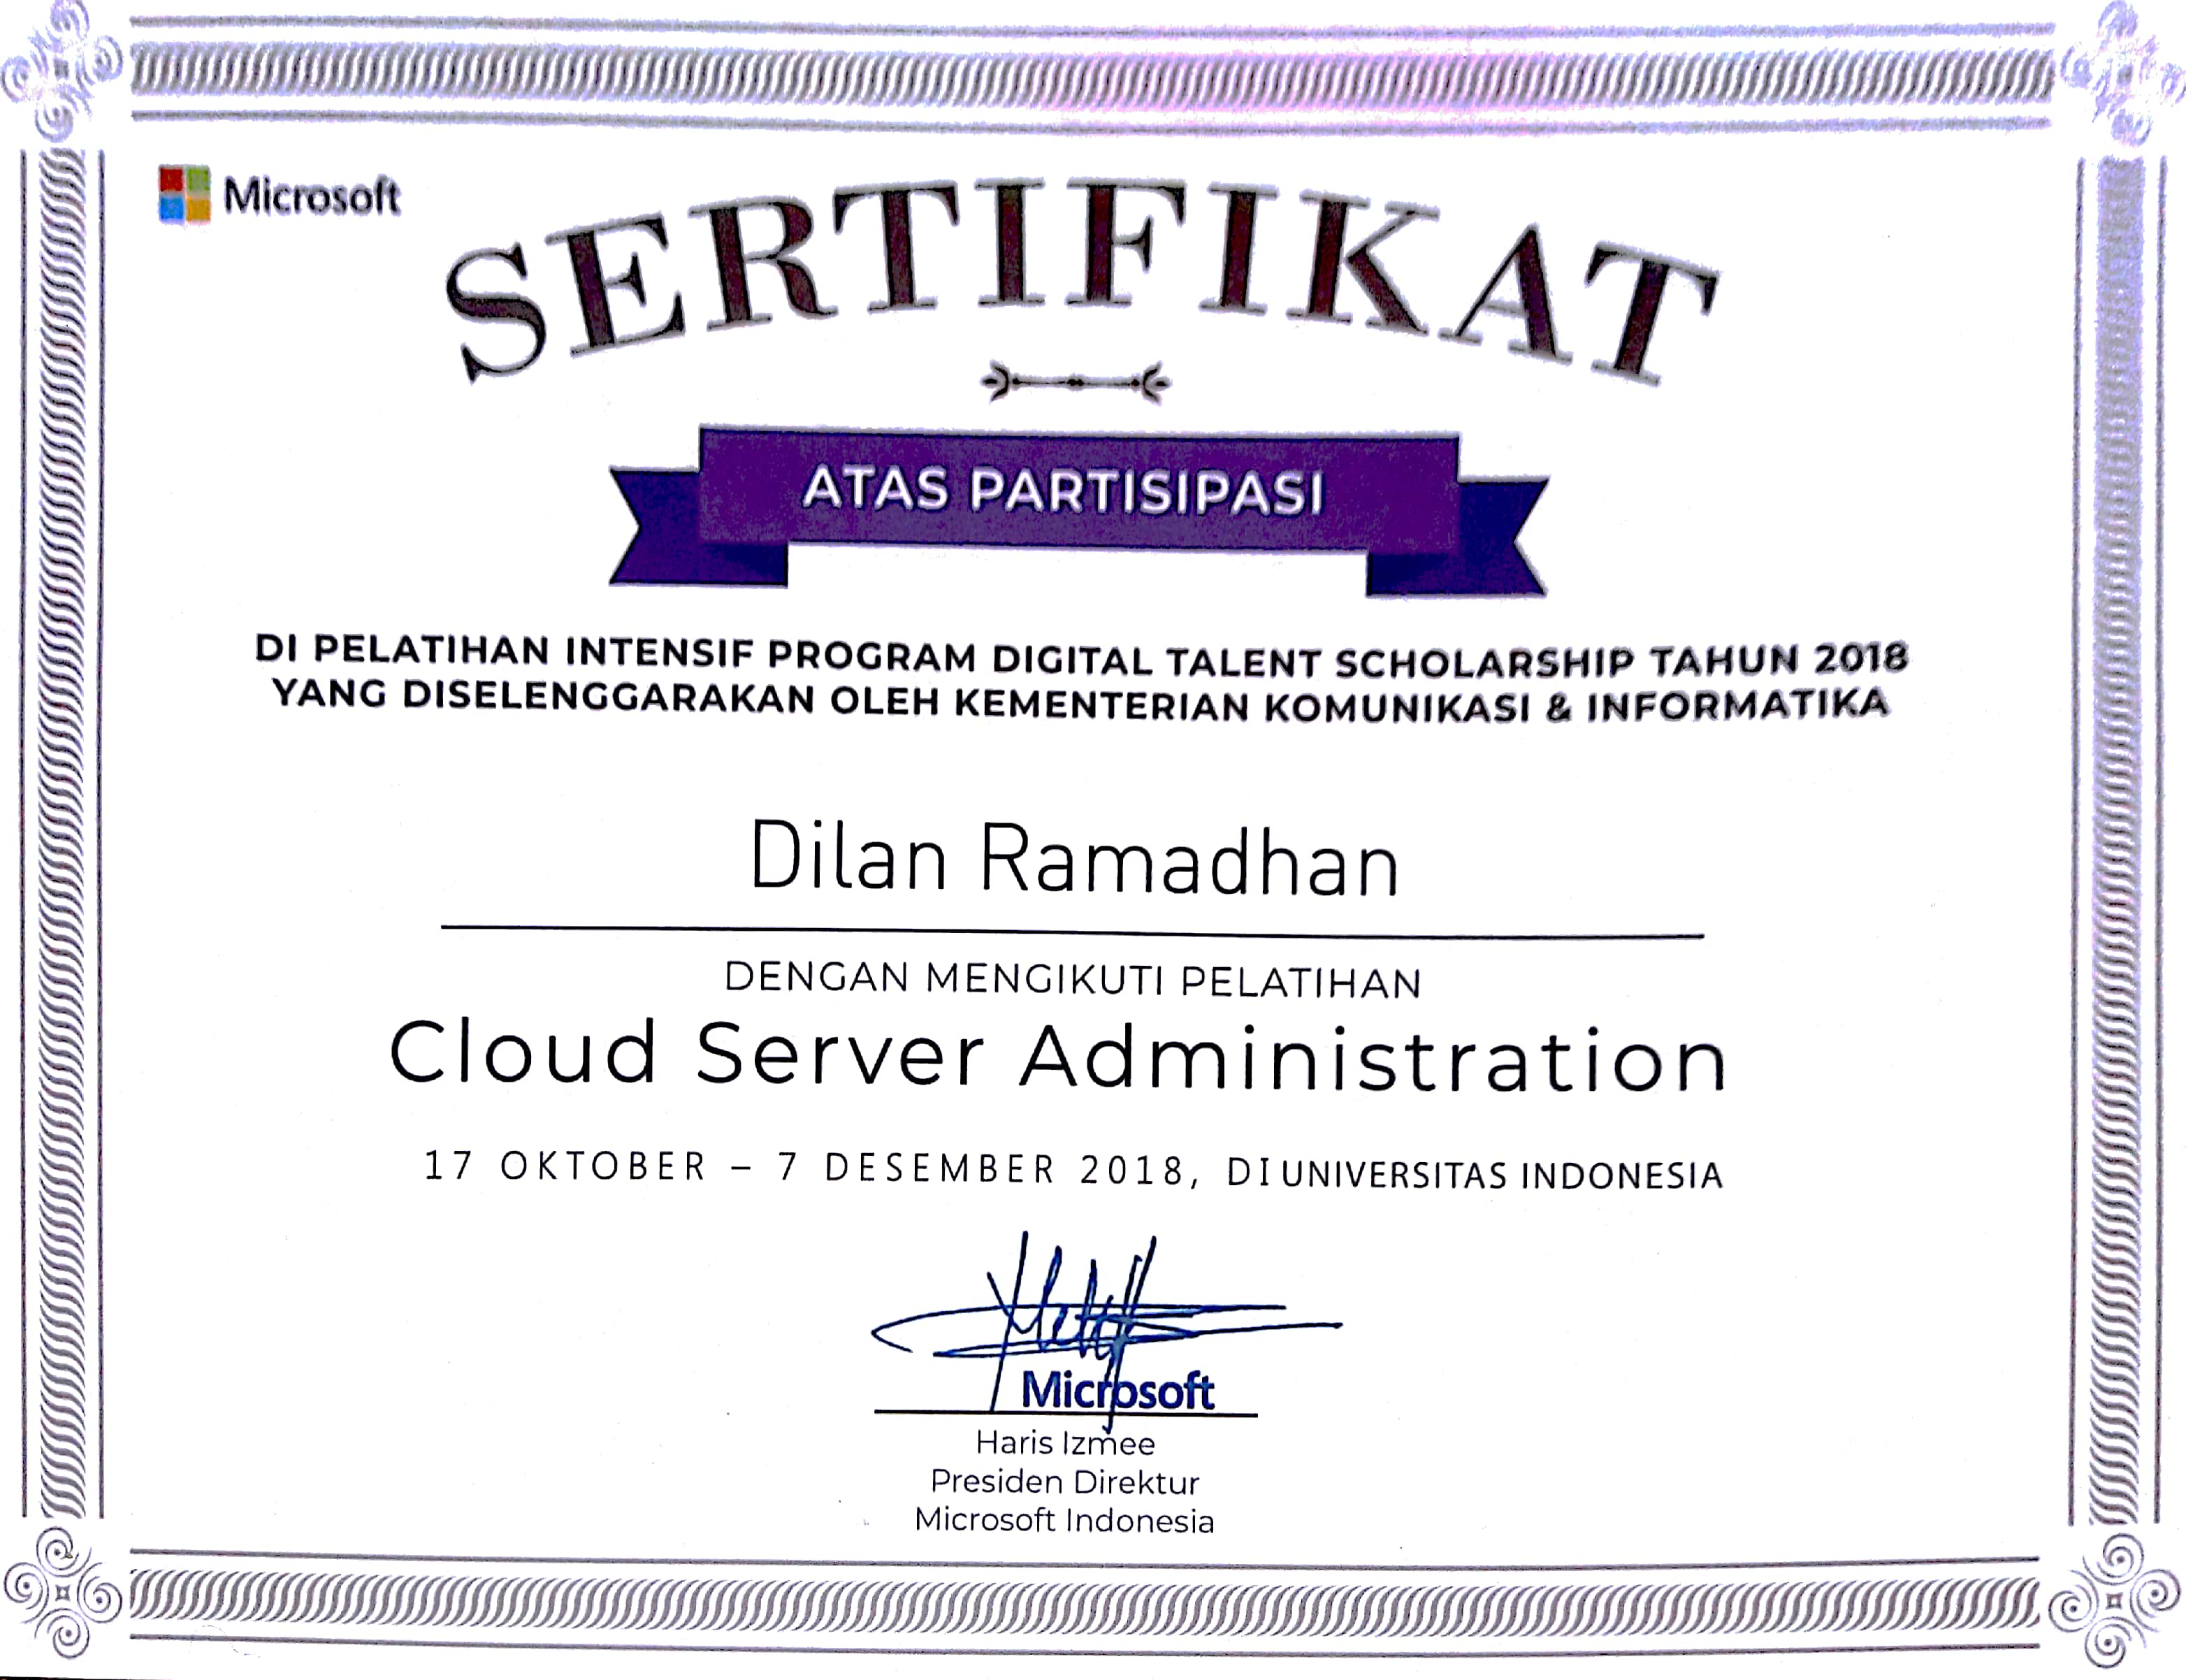 Microsoft
SERTIFIKAT
ATAS PARTISIPASI
DI PELATIHAN INTENSIF PROGRAM DIGITAL TALENT SCHOLARSHIP TAHUN 2018
YANG DISELENGGARAKAN OLEH KEMENTERIAN KOMUNIKASI & INFORMATIKA
Dilan Ramadhan
DENGAN MENGIKUTI PELATIHAN
Cloud Server Administration
17 OKTOBER – 7 DESEMBER 2018, DI UNIVERSITAS INDONESIA
Microsoft
Haris Izmee
Presiden Direktur
Microsoft Indonesia